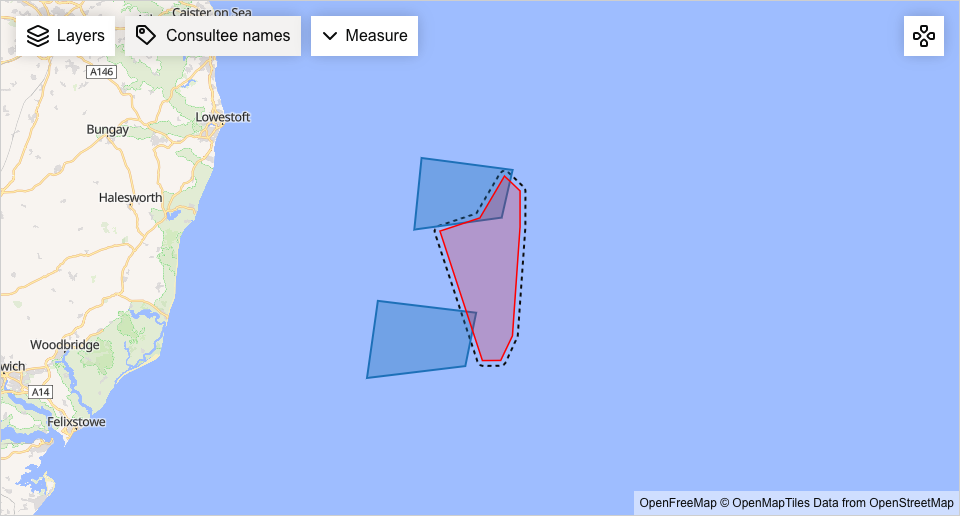 Caister on Sea
Layers
Consultee names
Measure
A146
Lowestoft
Bungay
Halesworth
Woodbridge
wich
A14
Felixstowe
OpenFreeMap © OpenMapTiles Data from OpenStreetMap